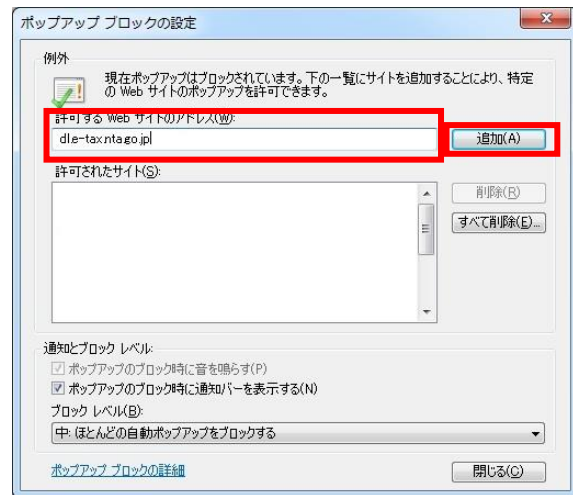 ポップアップ ブロックの設定
例外
現在ポップアップはブロックされています。下の一覧にサイトを追加することにより、特定
の Web サイトのポップアップを許可できます。
許可する Web サイトのアドレス(W):
dl.e-tax.nta.go.jp
追加(A)
許可されたサイト(S):
削除(R)
すべて削除(E)...
通知とブロック レベル:
ポップアップのブロック時に音を鳴らす(P)
ポップアップのブロック時に通知バーを表示する(N)
ブロック レベル(B):
中: ほとんどの自動ポップアップをブロックする
ポップアップ ブロックの詳細
閉じる(C)